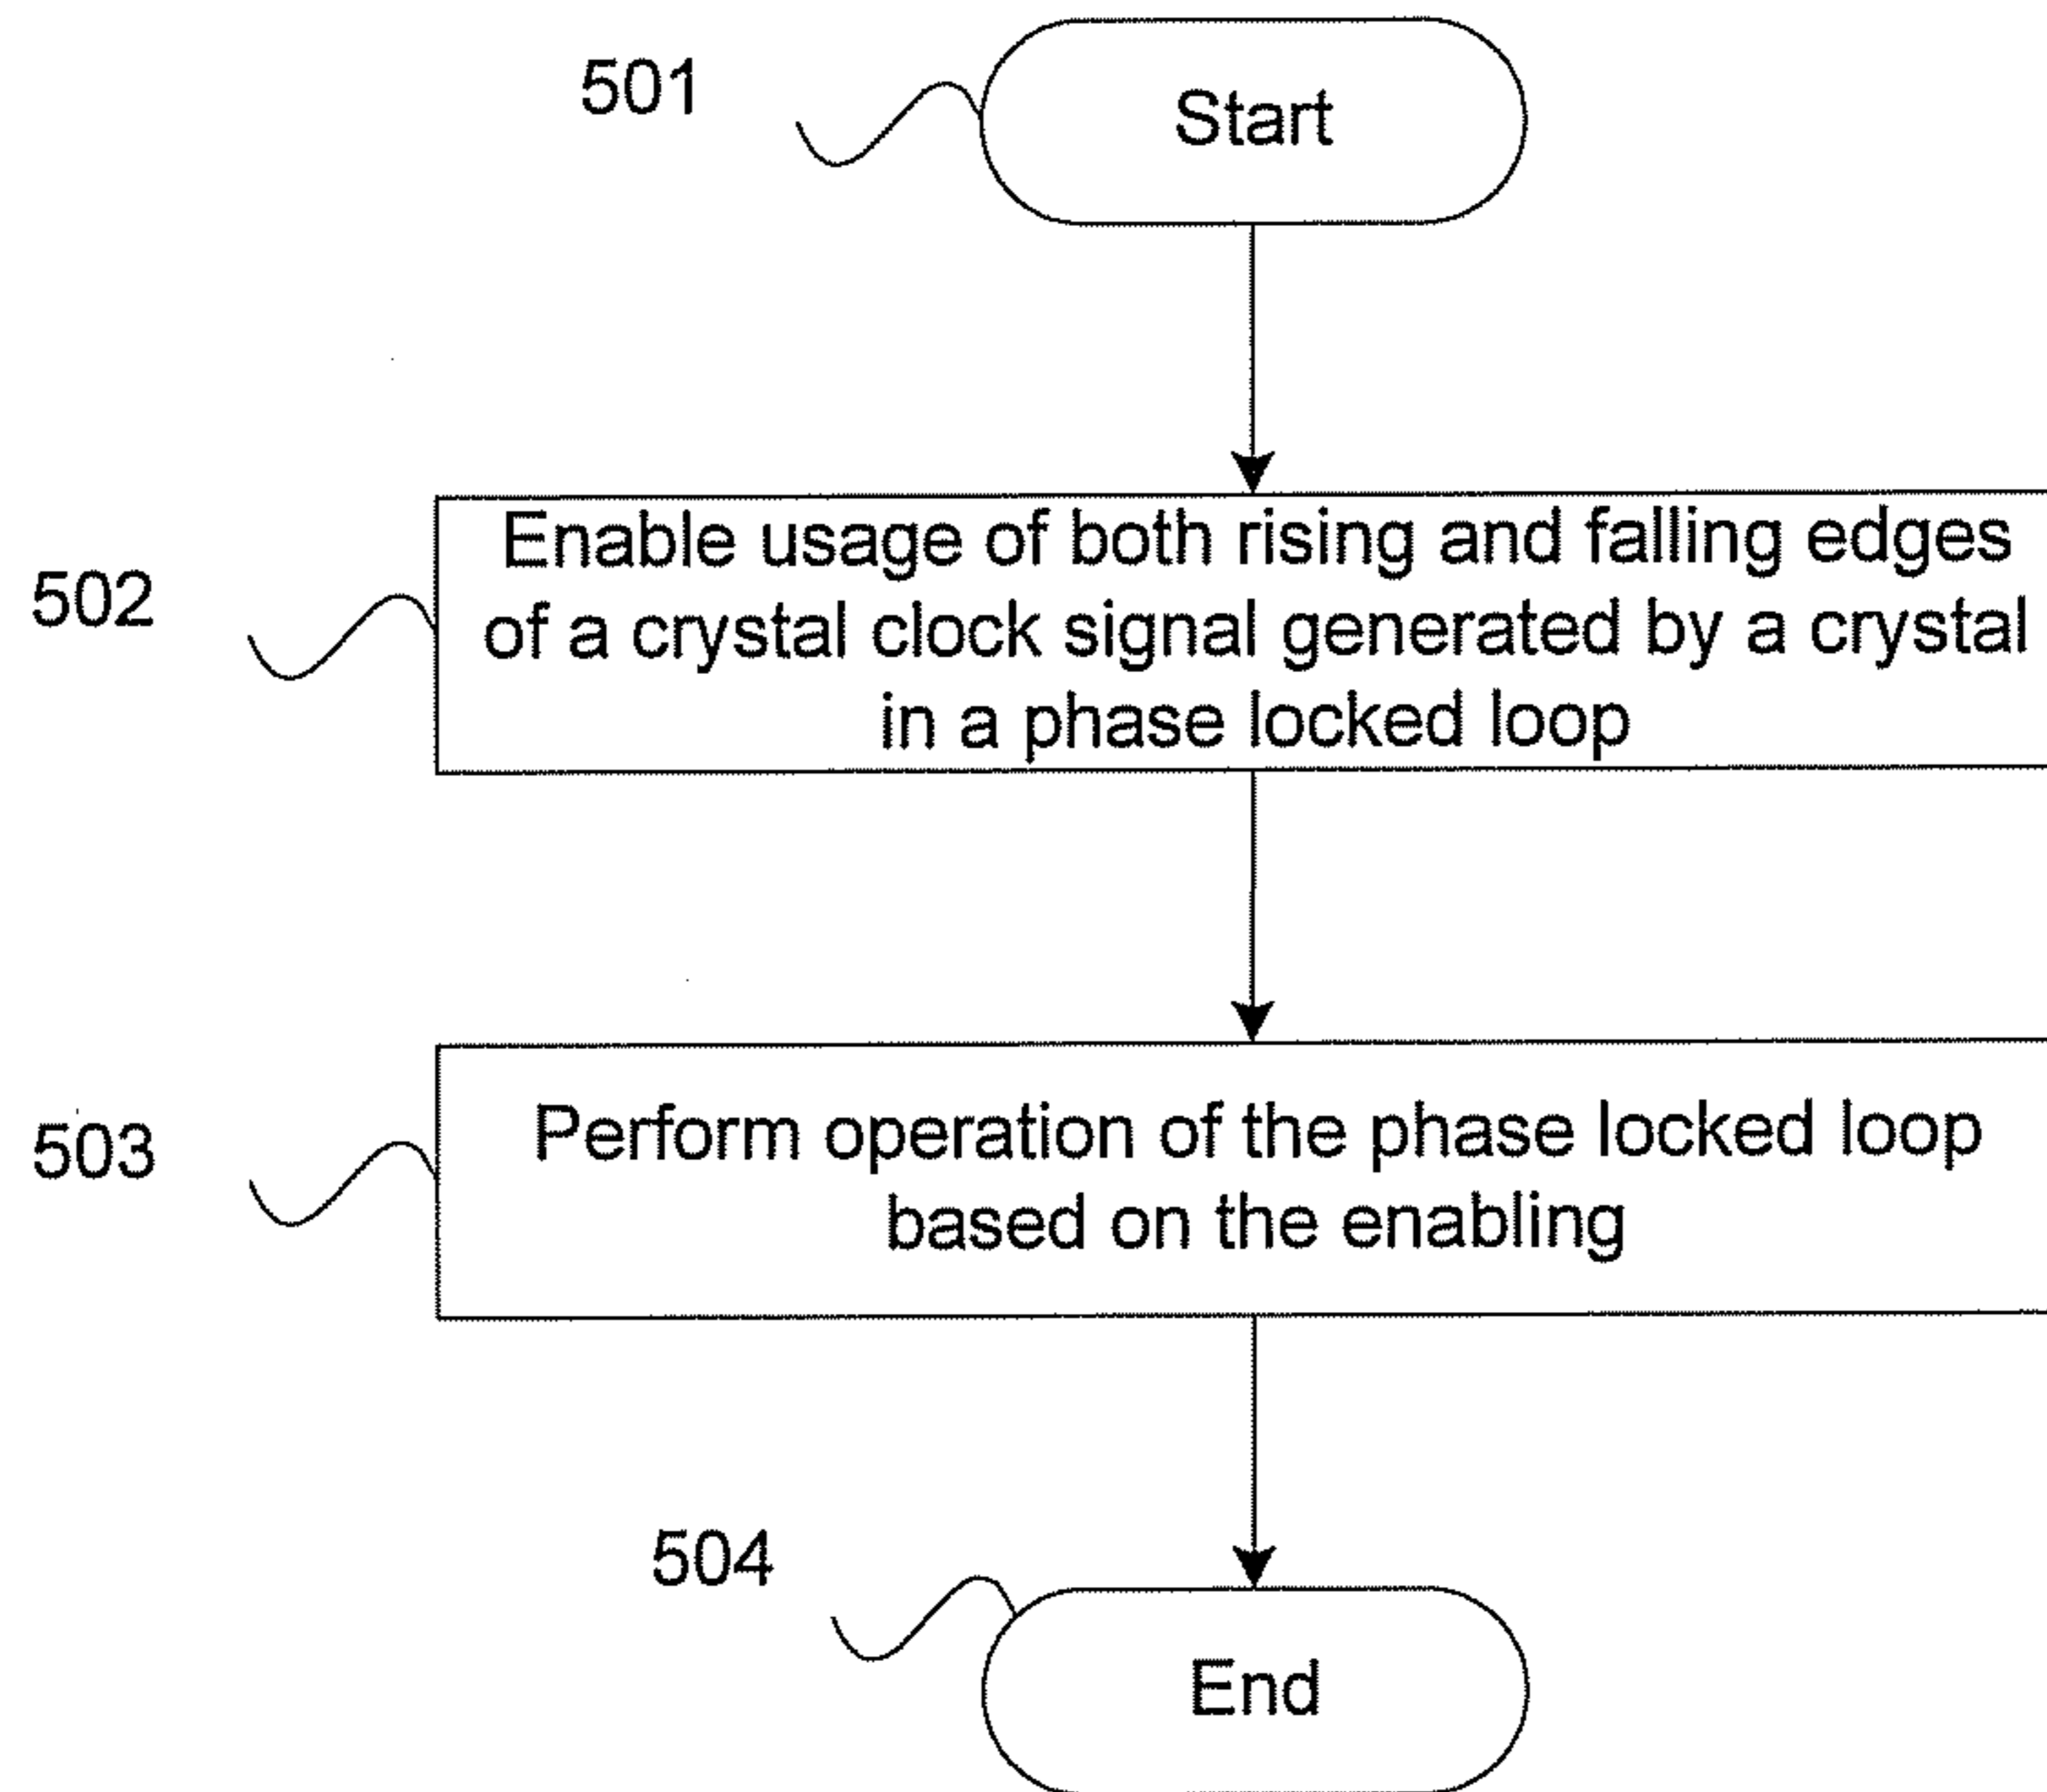 501
Start
502
Enable usage of both rising and falling edges
of a crystal clock signal generated by a crystal
in a phase locked loop
503
Perform operation of the phase locked loop
based on the enabling
504
End